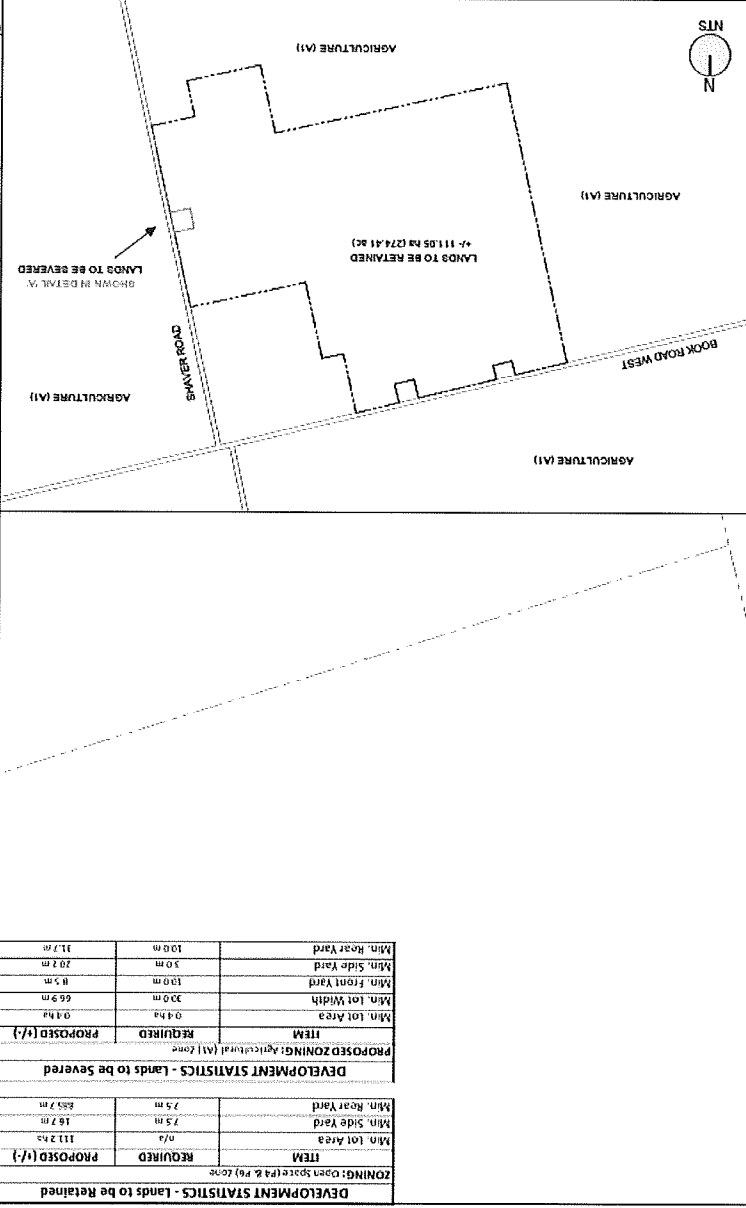 DEVELOPMENT STATISTICS - Lands to be Retained
ZONING: Open Space (P4 & P6) Zone
ITEM REQUIRED PROPOSED (+/-)
Min. Lot Area n/a 111.2 ha
Min. Side Yard 7.5 m 16.7 m
Min. Rear Yard 7.5 m
DEVELOPMENT STATISTICS - Lands to be Severed
PROPOSED ZONING: Agricultural (A1) Zone
ITEM REQUIRED PROPOSED (+/-)
Min. Lot Area 0.4 ha 0.4 ha
Min. Lot Width 30.0 m 66.9 m
Min. Front Yard 10.0 m 8.5 m
Min. Side Yard 3.0 m 20.2 m
Min. Rear Yard 10.0 m 31.7 m
AGRICULTURE (A1)
AGRICULTURE (A1)
SHAVER ROAD
BOOK ROAD WEST
SHOWN IN DETAIL 'A'
LANDS TO BE SEVERED
LANDS TO BE RETAINED
+/- 111.05 ha (274.41 ac)
AGRICULTURE (A1)
AGRICULTURE (A1)
N
NTS